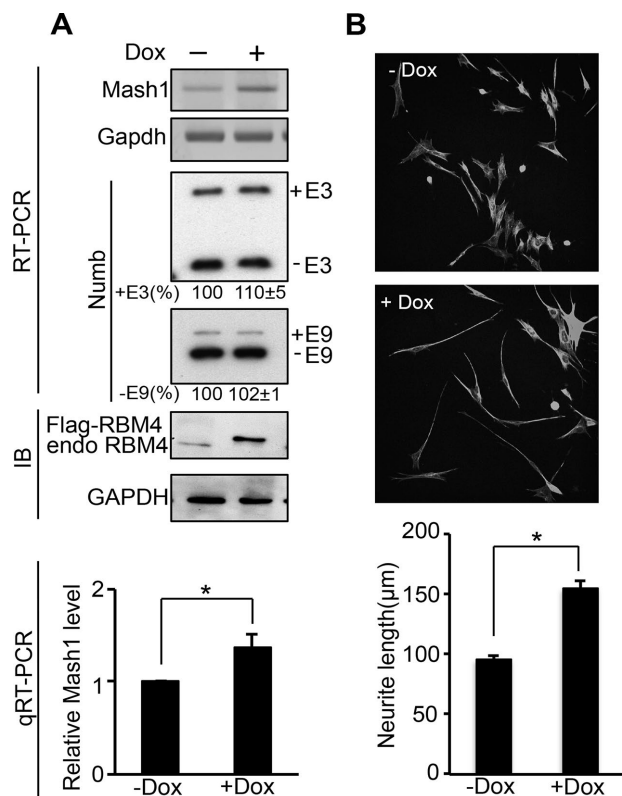 A
Dox − +
RT-PCR
Mash1
Gapdh
Numb
+E3
-E3
+E3(%) 100 110±5
+E9
-E9
-E9(%) 100 102±1
IB
Flag-RBM4
endo RBM4
GAPDH
qRT-PCR
Relative Mash1 level
2
1
0
*
-Dox +Dox
B
- Dox
+ Dox
Neurite length(µm)
200
150
100
50
0
*
-Dox +Dox